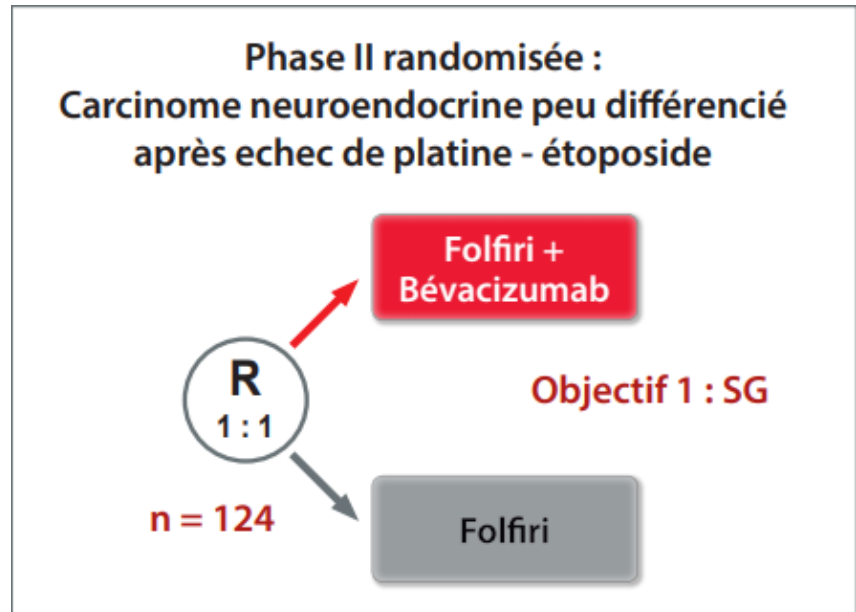 Phase II randomisée :
Carcinome neuroendocrine peu différencié
après echec de platine - étoposide
Folfiri +
Bévacizumab
R
1 : 1
Objectif 1 : SG
n = 124
Folfiri